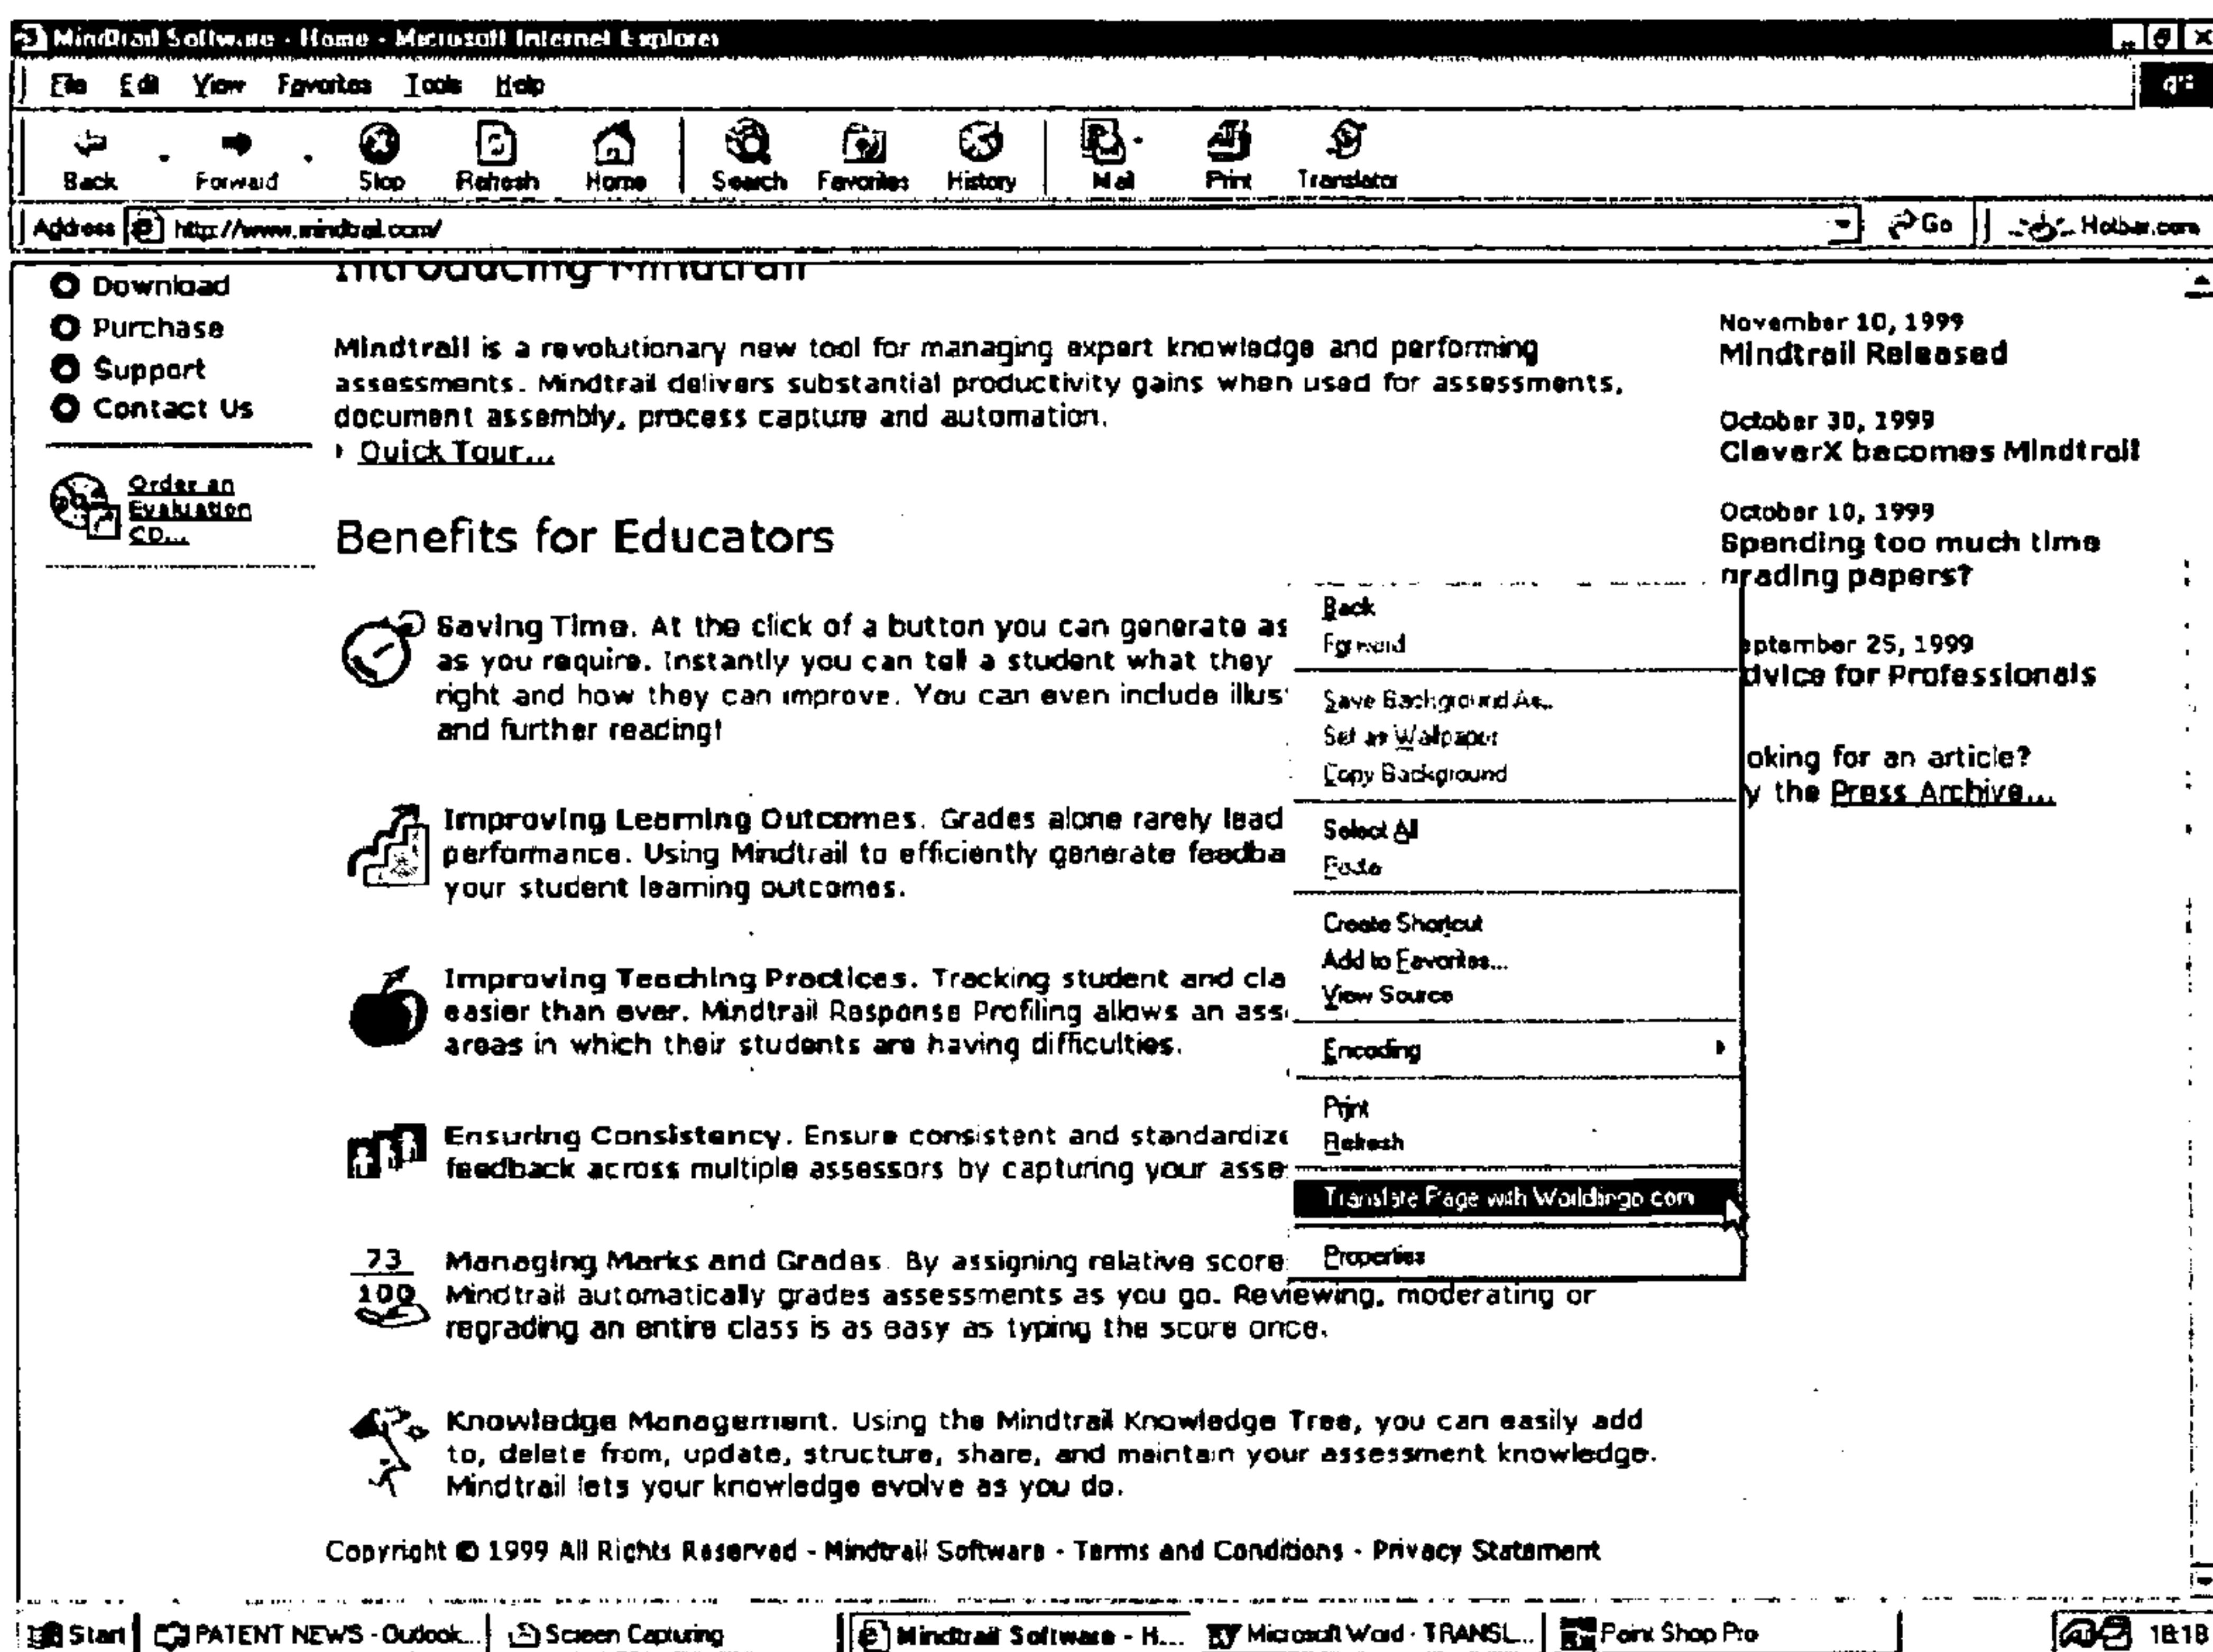 Mindtrail Software - Home - Microsoft Internet Explorer
File Edit View Favorites Tools Help
Back Forward Stop Refresh Home Search Favorites History Mail Print Translator
Address http://www.mindtrail.com/ Go Hotbar.com
Download
Purchase
Support
Contact Us
Order an
Evaluation
CD...
Introducing Mindtrail
Mindtrail is a revolutionary new tool for managing expert knowledge and performing
assessments. Mindtrail delivers substantial productivity gains when used for assessments,
document assembly, process capture and automation.
Quick Tour...
Benefits for Educators
Saving Time. At the click of a button you can generate as
as you require. Instantly you can tell a student what they
right and how they can improve. You can even include illus
and further reading!
Improving Learning Outcomes. Grades alone rarely lead
performance. Using Mindtrail to efficiently generate feedba
your student learning outcomes.
Improving Teaching Practices. Tracking student and cla
easier than ever. Mindtrail Response Profiling allows an ass
areas in which their students are having difficulties.
Ensuring Consistency. Ensure consistent and standardize
feedback across multiple assessors by capturing your asse
73
100
Managing Marks and Grades. By assigning relative score
Mindtrail automatically grades assessments as you go. Reviewing, moderating or
regrading an entire class is as easy as typing the score once.
Knowledge Management. Using the Mindtrail Knowledge Tree, you can easily add
to, delete from, update, structure, share, and maintain your assessment knowledge.
Mindtrail lets your knowledge evolve as you do.
Copyright © 1999 All Rights Reserved - Mindtrail Software - Terms and Conditions - Privacy Statement
November 10, 1999
Mindtrail Released
October 30, 1999
CleverX becomes Mindtrail
October 10, 1999
Spending too much time
grading papers?
eptember 25, 1999
dvice for Professionals
oking for an article?
y the Press Archive...
Back
Forward
Save Background As...
Set as Wallpaper
Copy Background
Select All
Paste
Create Shortcut
Add to Favorites...
View Source
Encoding
Print
Refresh
Translate Page with Worldlingo.com
Properties
Start PATENT NEWS - Outlook... Screen Capturing Mindtrail Software - H... Microsoft Word - TRANSL... Paint Shop Pro 18:18